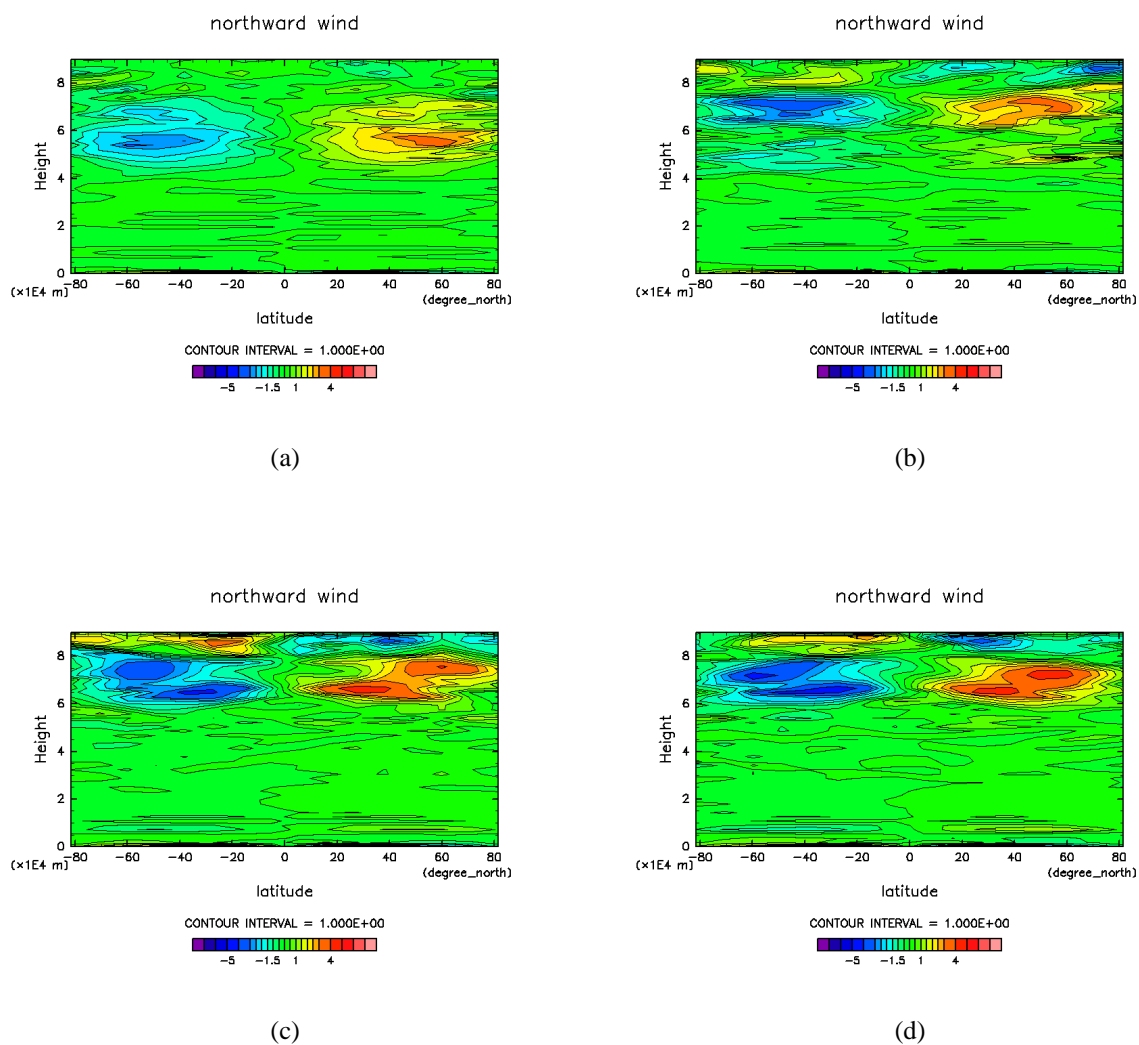 northward wind
Height
8
6
4
2
0
(×1E4 m)
−80 −60 −40 −20 0 20 40 60 80
(degree_north)
latitude
CONTOUR INTERVAL = 1.000E+00
−5 −1.5 1 4
(a)
northward wind
Height
8
6
4
2
0
(×1E4 m)
−80 −60 −40 −20 0 20 40 60 80
(degree_north)
latitude
CONTOUR INTERVAL = 1.000E+00
−5 −1.5 1 4
(b)
northward wind
Height
8
6
4
2
0
(×1E4 m)
−80 −60 −40 −20 0 20 40 60 80
(degree_north)
latitude
CONTOUR INTERVAL = 1.000E+00
−5 −1.5 1 4
(c)
northward wind
Height
8
6
4
2
0
(×1E4 m)
−80 −60 −40 −20 0 20 40 60 80
(degree_north)
latitude
CONTOUR INTERVAL = 1.000E+00
−5 −1.5 1 4
(d)